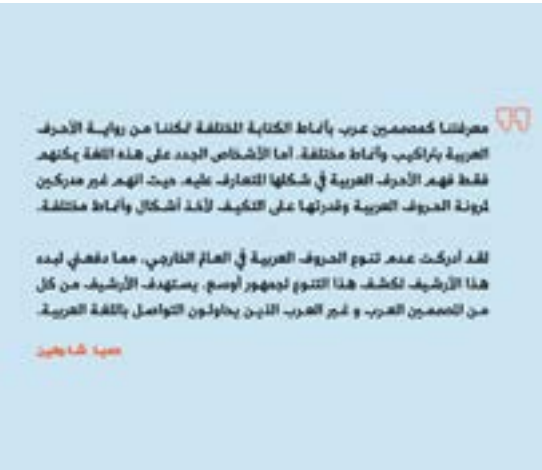 معرفتنا كمصممين عرب بأنماط الكتابة المختلفة تمكننا من رواية الأحرف
العربية بتراكيب وأنماط مختلفة. أما الأشخاص الجدد على هذه اللغة يمكنهم
فقط فهم الأحرف العربية في شكلها المتعارف عليه، حيث انهم غير مدركين
لمرونة الحروف العربية وقدرتها على التكيف لأخذ أشكال وأنماط مختلفة.
لقد أدركت عدم تنوع الحروف العربية في العالم الخارجي، مما دفعني لبدء
هذا الأرشيف لكشف هذا التنوع لجمهور أوسع. يستهدف الأرشيف من كل
من المصممين العرب و غير العرب الذين يحاولون التواصل باللغة العربية.